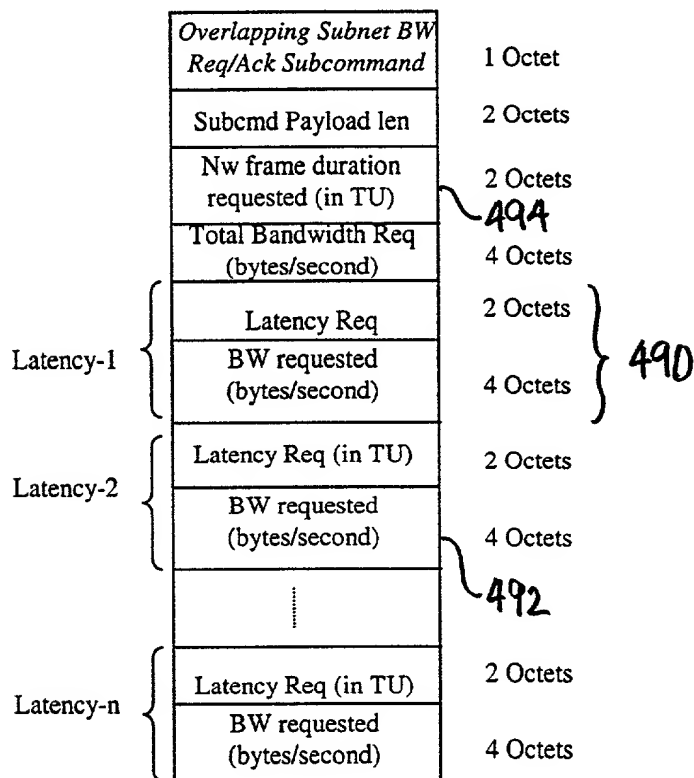 Overlapping Subnet BW
Req/Ack Subcommand
1 Octet
Subcmd Payload len
2 Octets
Nw frame duration
requested (in TU)
2 Octets
494
Total Bandwidth Req
(bytes/second)
4 Octets
Latency-1
Latency Req
2 Octets
BW requested
(bytes/second)
4 Octets
490
Latency-2
Latency Req (in TU)
2 Octets
BW requested
(bytes/second)
4 Octets
492
Latency-n
Latency Req (in TU)
2 Octets
BW requested
(bytes/second)
4 Octets